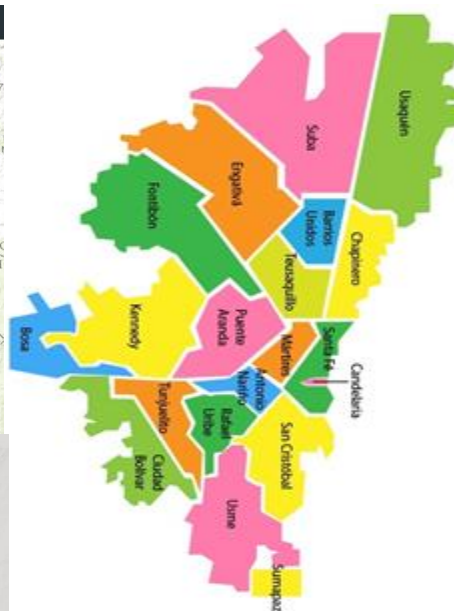 Usaquén
Suba
Chapinero
Barrios
Unidos
Engativá
Teusaquillo
Fontibón
Santa Fe
Candelaria
Mártires
Puente
Aranda
Kennedy
Bosa
Antonio
Nariño
San Cristóbal
Rafael
Uribe
Tunjuelito
Ciudad
Bolívar
Usme
Sumapaz